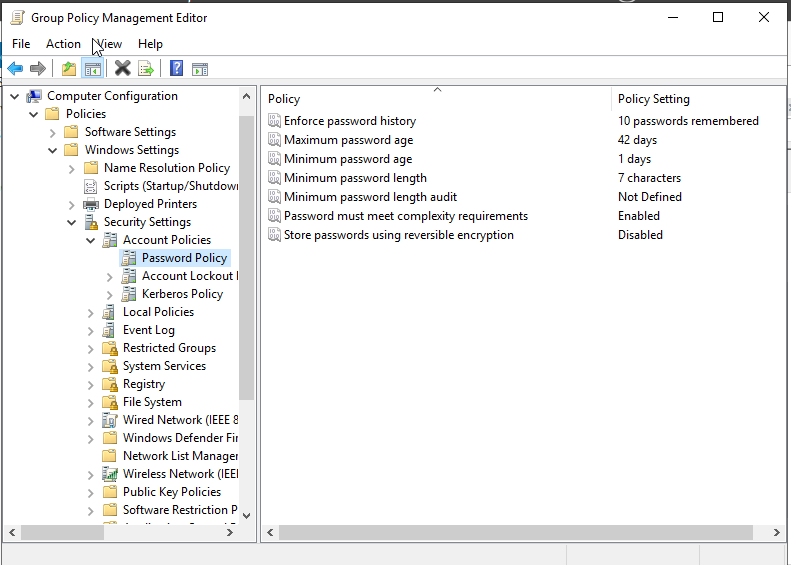 Group Policy Management Editor
File Action View Help
Computer Configuration
Policies
Software Settings
Windows Settings
Name Resolution Policy
Scripts (Startup/Shutdown
Deployed Printers
Security Settings
Account Policies
Password Policy
Account Lockout
Kerberos Policy
Local Policies
Event Log
Restricted Groups
System Services
Registry
File System
Wired Network (IEEE 8
Windows Defender Fir
Network List Manager
Wireless Network (IEEE
Public Key Policies
Software Restriction P
Policy Policy Setting
Enforce password history 10 passwords remembered
Maximum password age 42 days
Minimum password age 1 days
Minimum password length 7 characters
Minimum password length audit Not Defined
Password must meet complexity requirements Enabled
Store passwords using reversible encryption Disabled